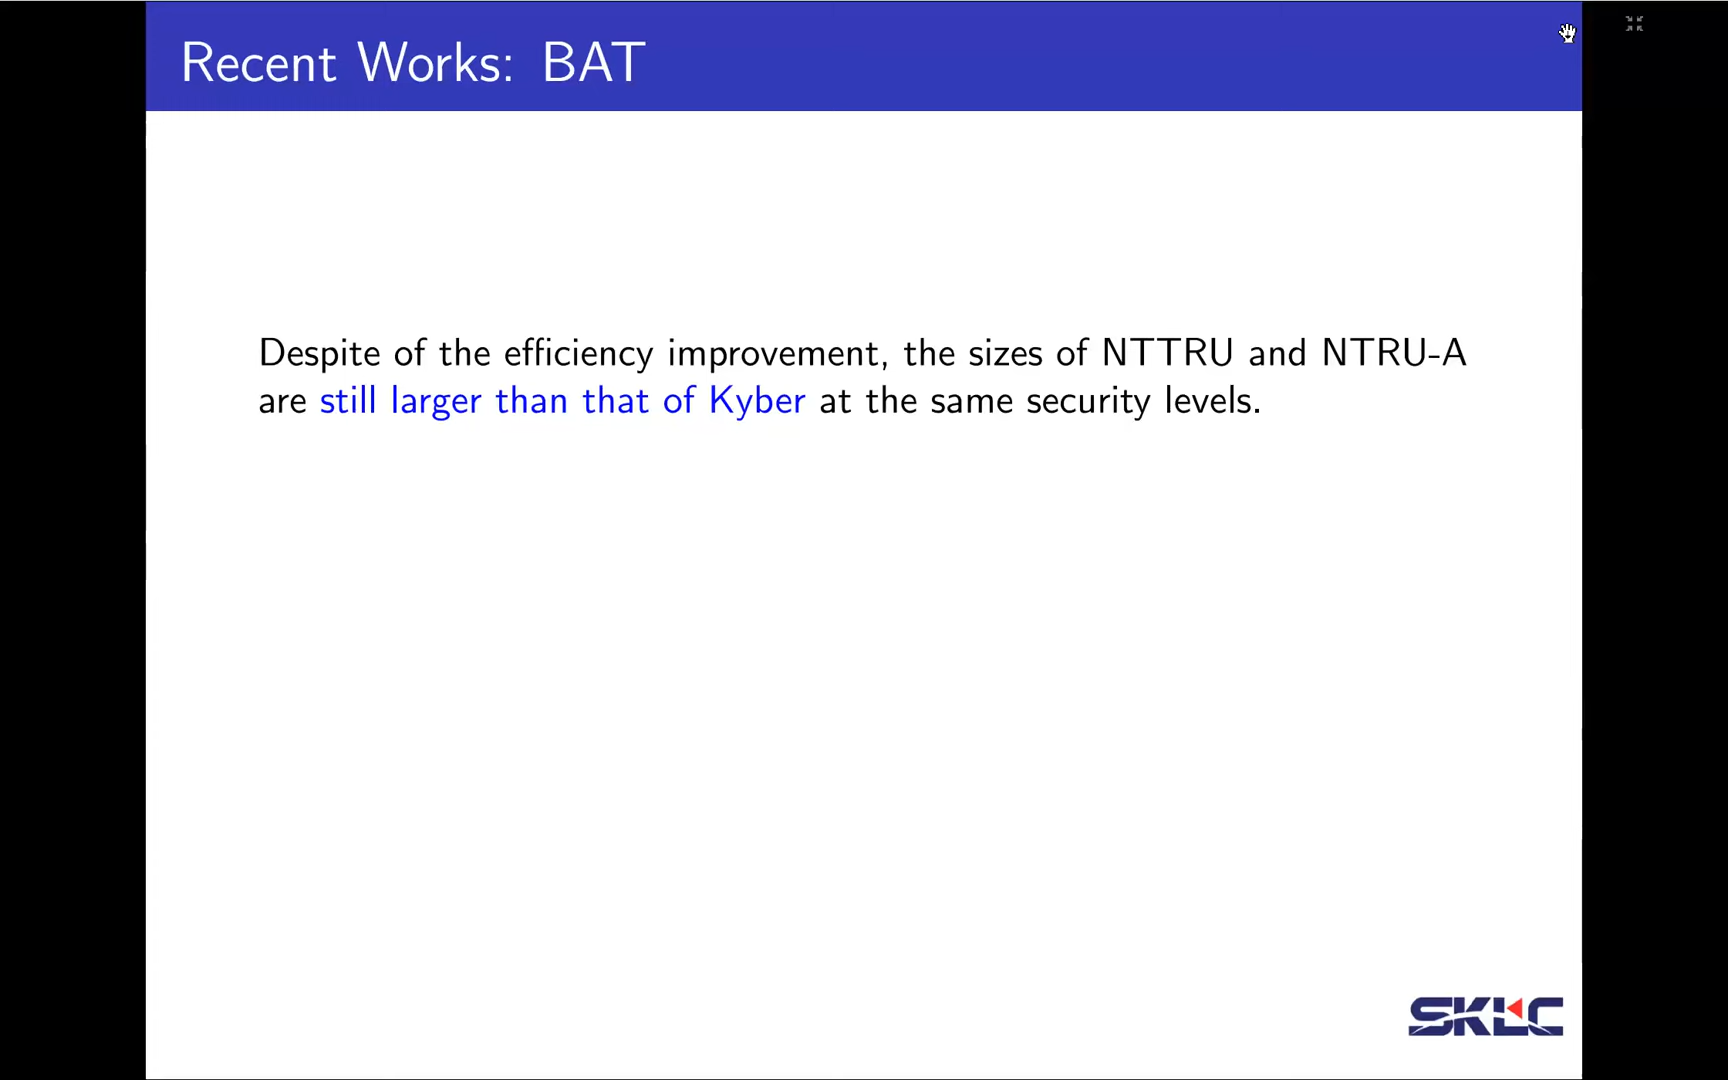 Recent Works: BAT
Despite of the efficiency improvement, the sizes of NTTRU and NTRU-A
are still larger than that of Kyber at the same security levels.
SKLC